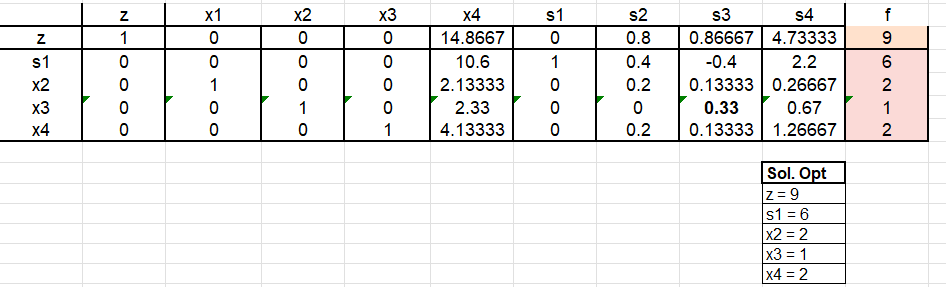 z x1 x2 x3 x4 s1 s2 s3 s4 f
z 1 0 0 0 14.8667 0 0.8 0.86667 4.73333 9
s1 0 0 0 0 10.6 1 0.4 -0.4 2.2 6
x2 0 1 0 0 2.13333 0 0.2 0.13333 0.26667 2
x3 0 0 1 0 2.33 0 0 0.33 0.67 1
x4 0 0 0 1 4.13333 0 0.2 0.13333 1.26667 2
Sol. Opt
z = 9
s1 = 6
x2 = 2
x3 = 1
x4 = 2